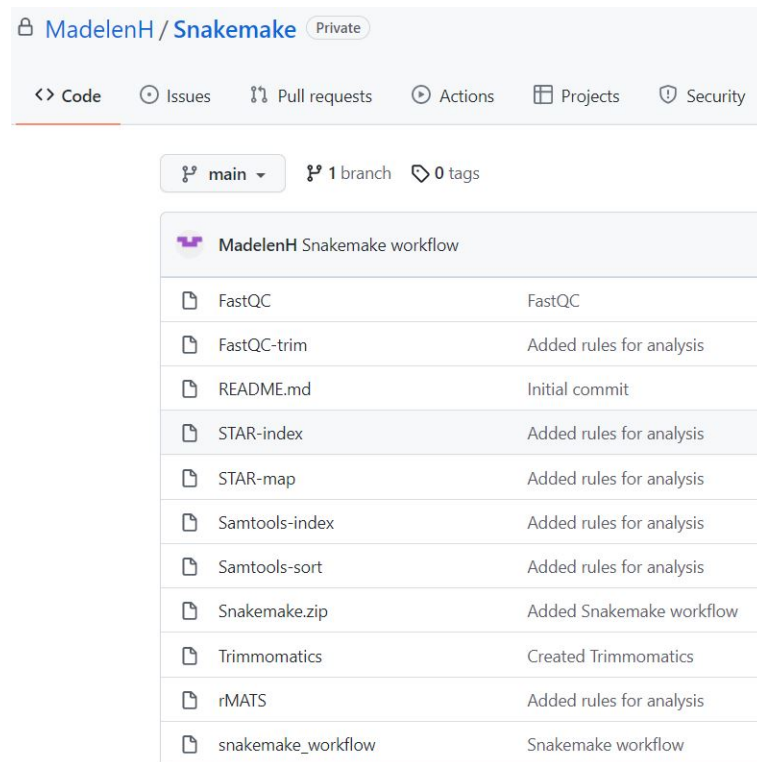 MadelenH / Snakemake Private
<> Code Issues Pull requests Actions Projects Security
main 1 branch 0 tags
MadelenH Snakemake workflow
FastQC FastQC
FastQC-trim Added rules for analysis
README.md Initial commit
STAR-index Added rules for analysis
STAR-map Added rules for analysis
Samtools-index Added rules for analysis
Samtools-sort Added rules for analysis
Snakemake.zip Added Snakemake workflow
Trimmomatics Created Trimmomatics
rMATS Added rules for analysis
snakemake_workflow Snakemake workflow